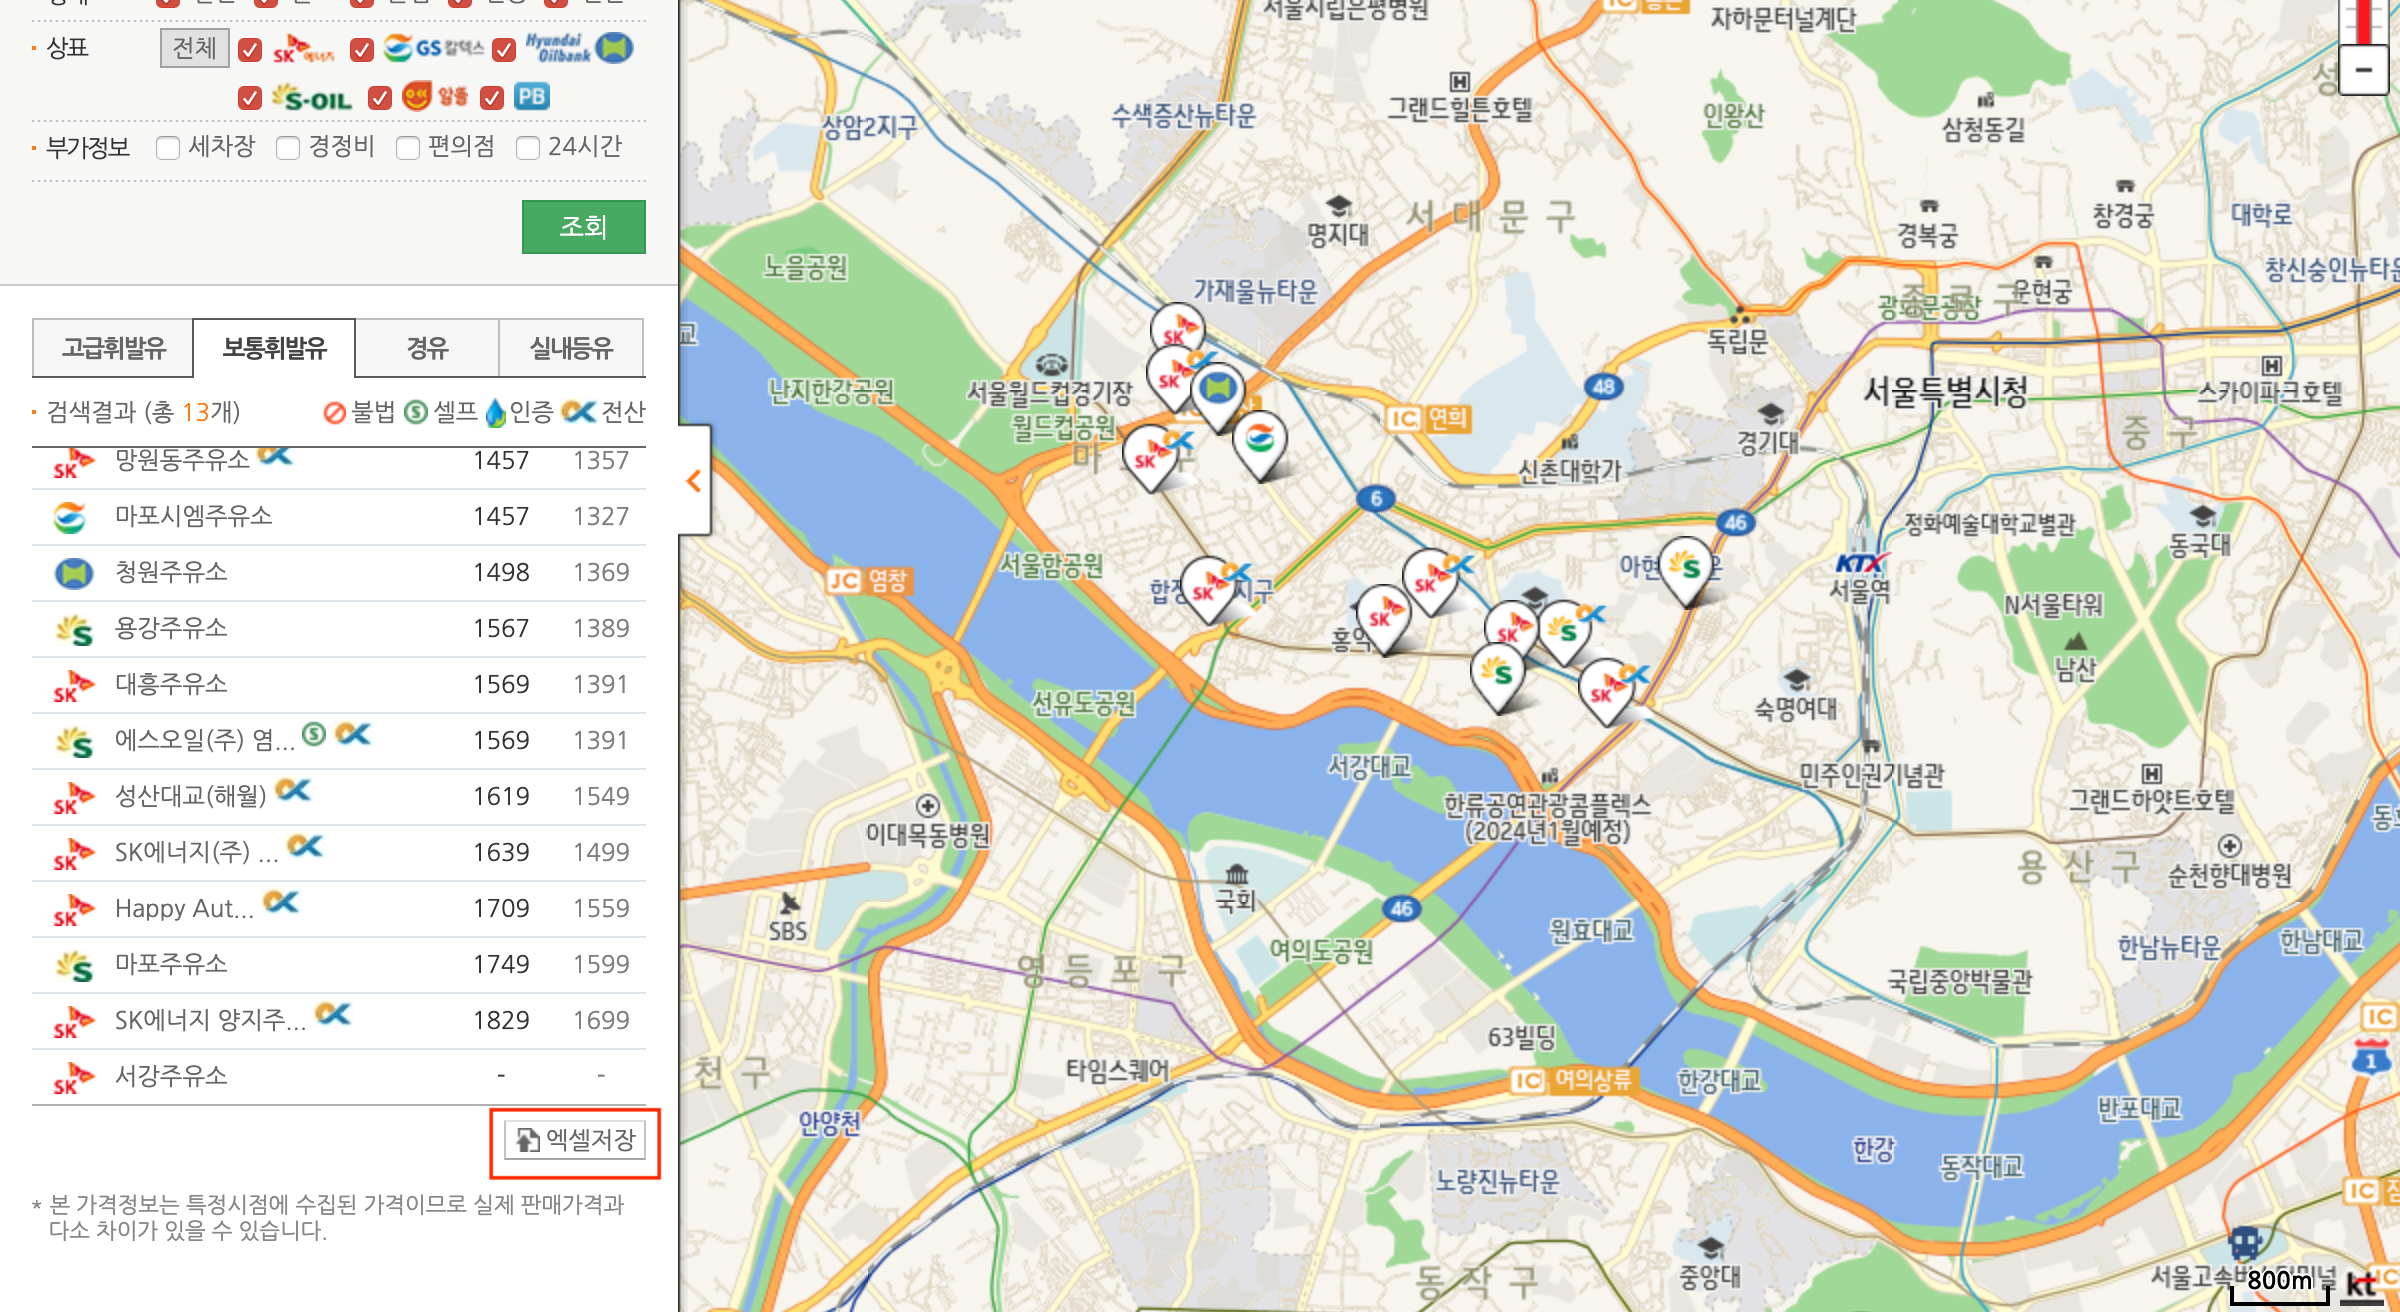 상표 전체 SK에너지 GS칼텍스 Hyundai Oilbank
S-OIL 알뜰 PB
부가정보 세차장 경정비 편의점 24시간
조회
고급휘발유 보통휘발유 경유 실내등유
검색결과 (총 13개) 불법 셀프 인증 전산
SK 망원동주유소 1457 1357
마포시엠주유소 1457 1327
청원주유소 1498 1369
용강주유소 1567 1389
SK 대흥주유소 1569 1391
에스오일(주) 염... 1569 1391
SK 성산대교(해월) 1619 1549
SK SK에너지(주) ... 1639 1499
SK Happy Aut... 1709 1559
마포주유소 1749 1599
SK SK에너지 양지주... 1829 1699
SK 서강주유소 - -
엑셀저장
* 본 가격정보는 특정시점에 수집된 가격이므로 실제 판매가격과
다소 차이가 있을 수 있습니다.
서울시립은평병원
자하문터널계단
상암2지구
수색증산뉴타운
그랜드힐튼호텔
인왕산
삼청동길
명지대
서대문구
경복궁
창경궁
대학로
노을공원
가재울뉴타운
운현궁
창신숭인뉴타운
광화문광장
독립문
난지한강공원
서울월드컵경기장
월드컵공원
IC 연희
48
서울특별시청
스카이파크호텔
경기대
중구
신촌대학가
6
46
정화예술대학교별관
동국대
서울함공원
JC 염창
KTX
서울역
N서울타워
남산
선유도공원
숙명여대
서강대교
민주인권기념관
그랜드하얏트호텔
한류공연관광콤플렉스
(2024년1월예정)
이대목동병원
용산구
순천향대병원
국회
SBS
46
원효대교
여의도공원
한남뉴타운
한남대교
영등포구
국립중앙박물관
63빌딩
IC
1
타임스퀘어
천구
IC 여의상류
한강대교
안양천
반포대교
한강
동작대교
노량진뉴타운
IC
중앙대
동작구
800m
kt